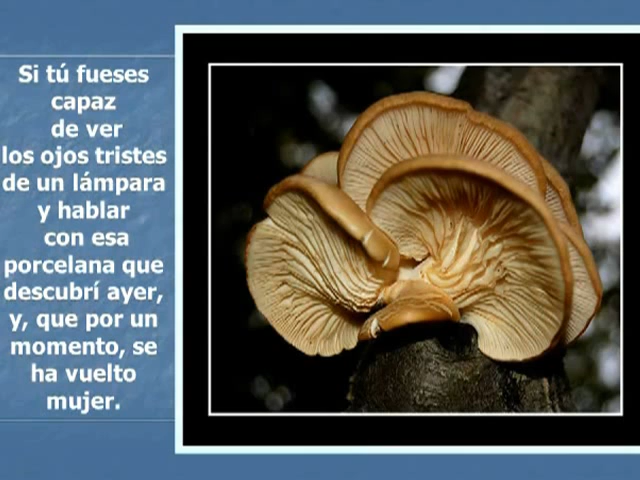 Si tú fueses
capaz
de ver
los ojos tristes
de un lámpara
y hablar
con esa
porcelana que
descubrí ayer,
y, que por un
momento, se
ha vuelto
mujer.